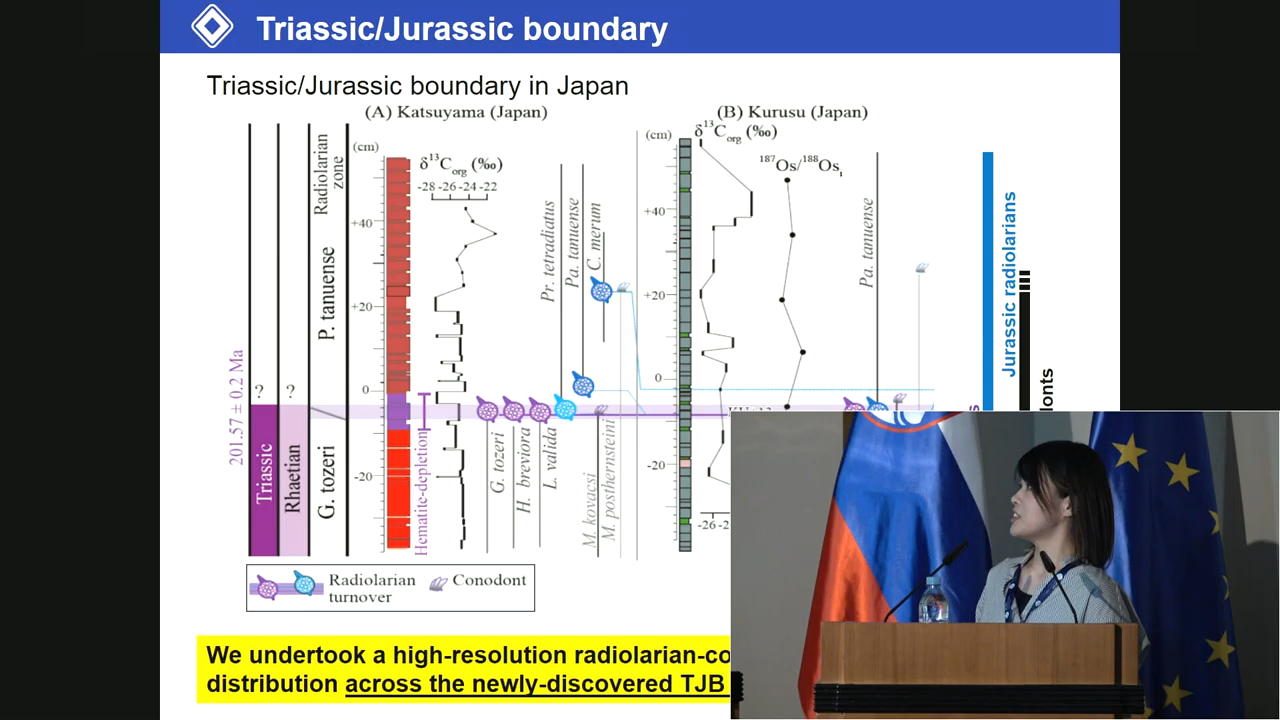 Triassic/Jurassic boundary
Triassic/Jurassic boundary in Japan
(A) Katsuyama (Japan)
(B) Kurusu (Japan)
Radiolarian
zone
(cm)
δ13Corg (‰)
-28 -26 -24 -22
+40
+20
0
-20
P. tanuense
G. tozeri
201.57 ± 0.2 Ma
?
?
Triassic
Rhaetian
Hematite-depletion
G. tozeri
H. breviora
L. valida
Pr. tetradiatus
Pa. tanuense
C. merum
M. kovacsi
M. posthernsteini
(cm)
δ13Corg (‰)
187Os/188Osi
+40
+20
0
-20
-26
Pa. tanuense
Jurassic radiolarians
donts
Radiolarian
turnover
Conodont
We undertook a high-resolution radiolarian-co
distribution across the newly-discovered TJB